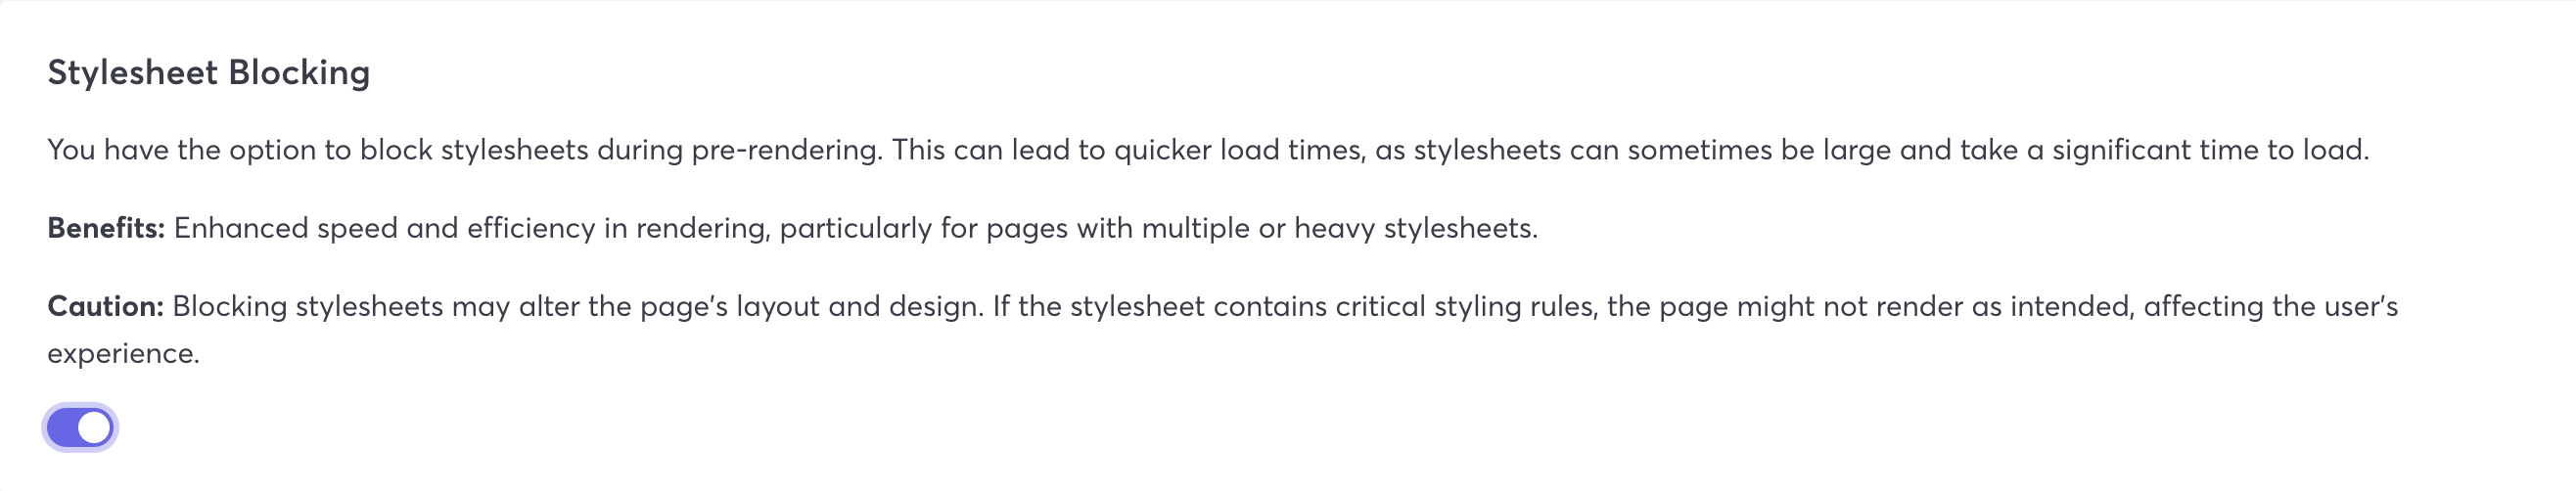 Stylesheet Blocking
You have the option to block stylesheets during pre-rendering. This can lead to quicker load times, as stylesheets can sometimes be large and take a significant time to load.
Benefits: Enhanced speed and efficiency in rendering, particularly for pages with multiple or heavy stylesheets.
Caution: Blocking stylesheets may alter the page's layout and design. If the stylesheet contains critical styling rules, the page might not render as intended, affecting the user's
experience.